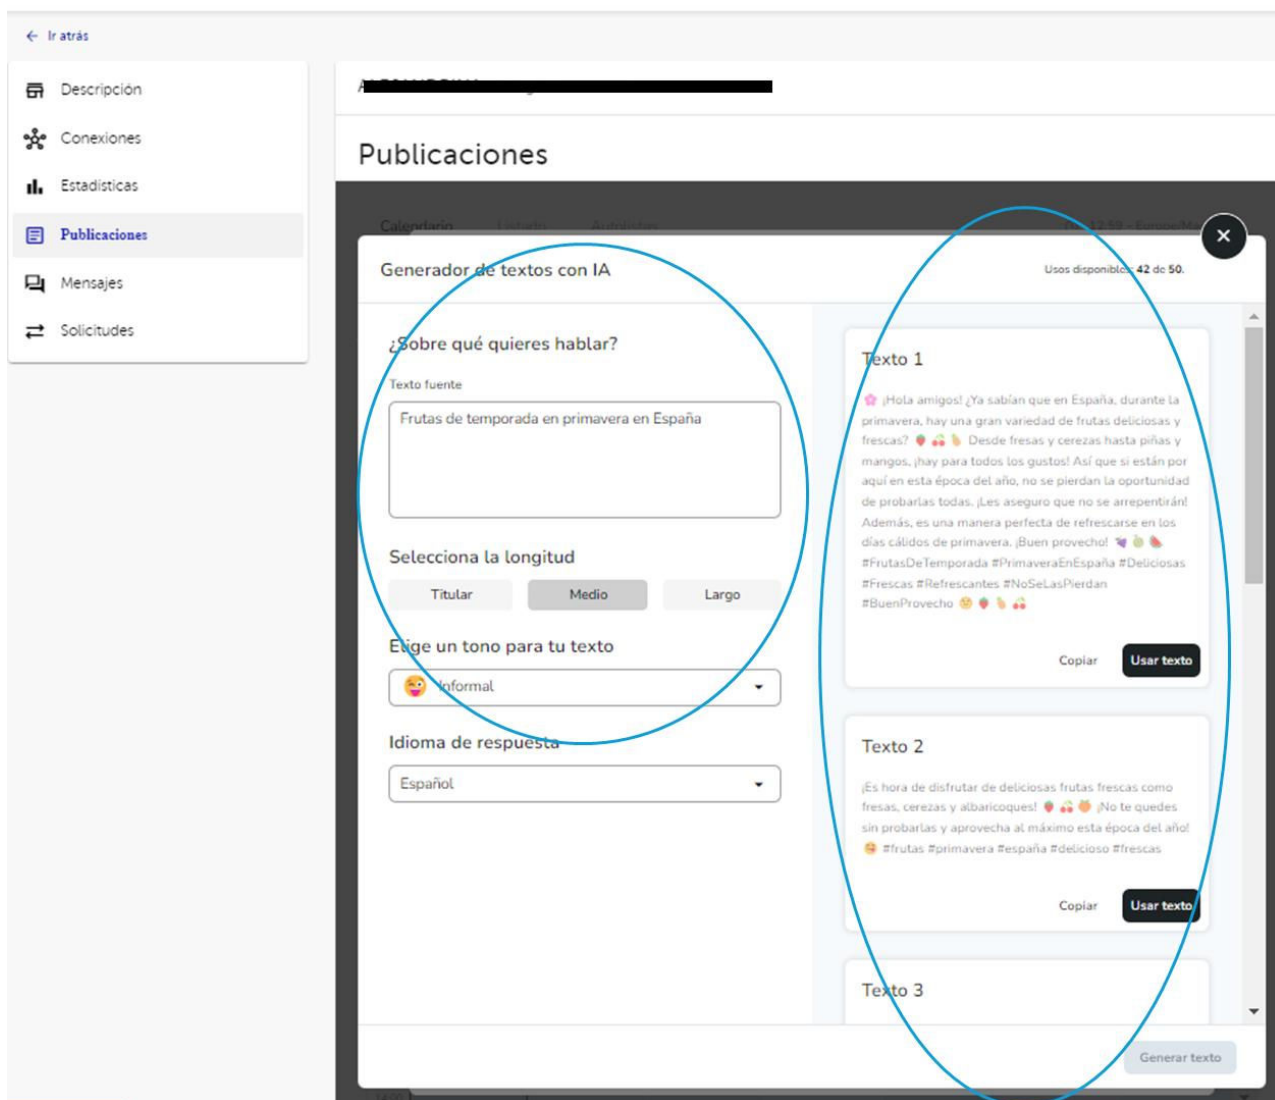 Ir atrás
Descripción
Conexiones
Estadísticas
Publicaciones
Mensajes
Solicitudes
Publicaciones
Calendario Listado Autolistas
Generador de textos con IA
Usos disponibles: 42 de 50.
¿Sobre qué quieres hablar?
Texto fuente
Frutas de temporada en primavera en España
Selecciona la longitud
Titular Medio Largo
Elige un tono para tu texto
😜 Informal
Idioma de respuesta
Español
Texto 1
🌸 ¡Hola amigos! ¿Ya sabían que en España, durante la
primavera, hay una gran variedad de frutas deliciosas y
frescas? 🍓 🍒 🍌 Desde fresas y cerezas hasta piñas y
mangos, ¡hay para todos los gustos! Así que si están por
aquí en esta época del año, no se pierdan la oportunidad
de probarlas todas. ¡Les aseguro que no se arrepentirán!
Además, es una manera perfecta de refrescarse en los
días cálidos de primavera. ¡Buen provecho! 🍇 🍏 🍉
#FrutasDeTemporada #PrimaveraEnEspaña #Deliciosas
#Frescas #Refrescantes #NoSeLasPierdan
#BuenProvecho 😋 🍓 🍌 🍒
Copiar Usar texto
Texto 2
¡Es hora de disfrutar de deliciosas frutas frescas como
fresas, cerezas y albaricoques! 🍓 🍒 🍑 ¡No te quedes
sin probarlas y aprovecha al máximo esta época del año!
😋 #frutas #primavera #españa #delicioso #frescas
Copiar Usar texto
Texto 3
Generar texto